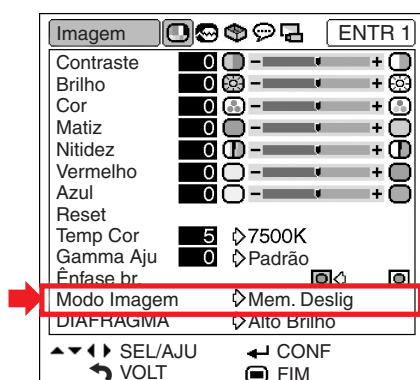 Imagem ENTR 1
Contraste 0 - +
Brilho 0 - +
Cor 0 - +
Matiz 0 - +
Nitidez 0 - +
Vermelho 0 - +
Azul 0 - +
Reset
Temp Cor 5 7500K
Gamma Aju 0 Padrão
Ênfase br.
Modo Imagem Mem. Deslig
DIAFRAGMA Alto Brilho
SEL/AJU CONF
VOLT FIM